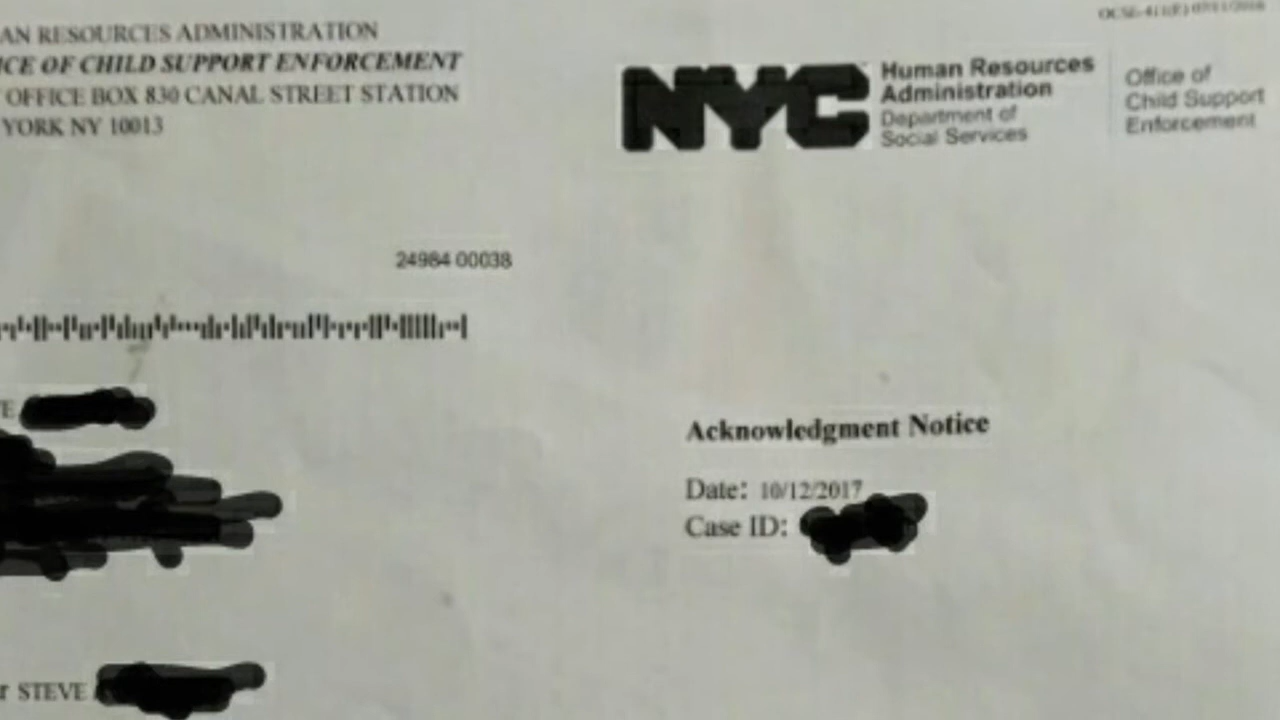 AN RESOURCES ADMINISTRATION
ICE OF CHILD SUPPORT ENFORCEMENT
OFFICE BOX 830 CANAL STREET STATION
YORK NY 10013
NYC
Human Resources
Administration
Department of
Social Services
Office of
Child Support
Enforcement
24984 00038
Acknowledgment Notice
Date: 10/12/2017
Case ID:
r STEVE